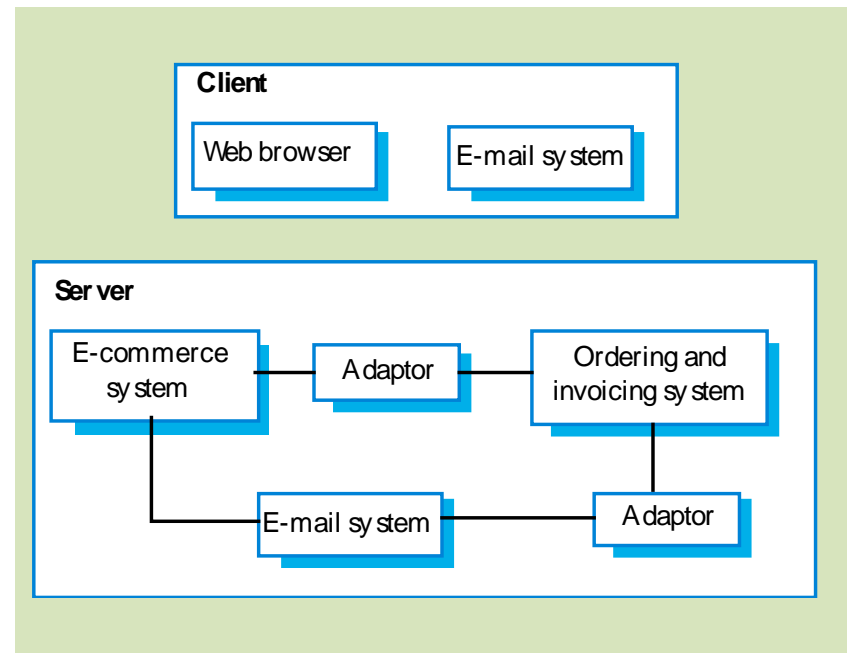 Client
Web browser
E-mail system
Server
E-commerce
system
Adaptor
Ordering and
invoicing system
E-mail system
Adaptor